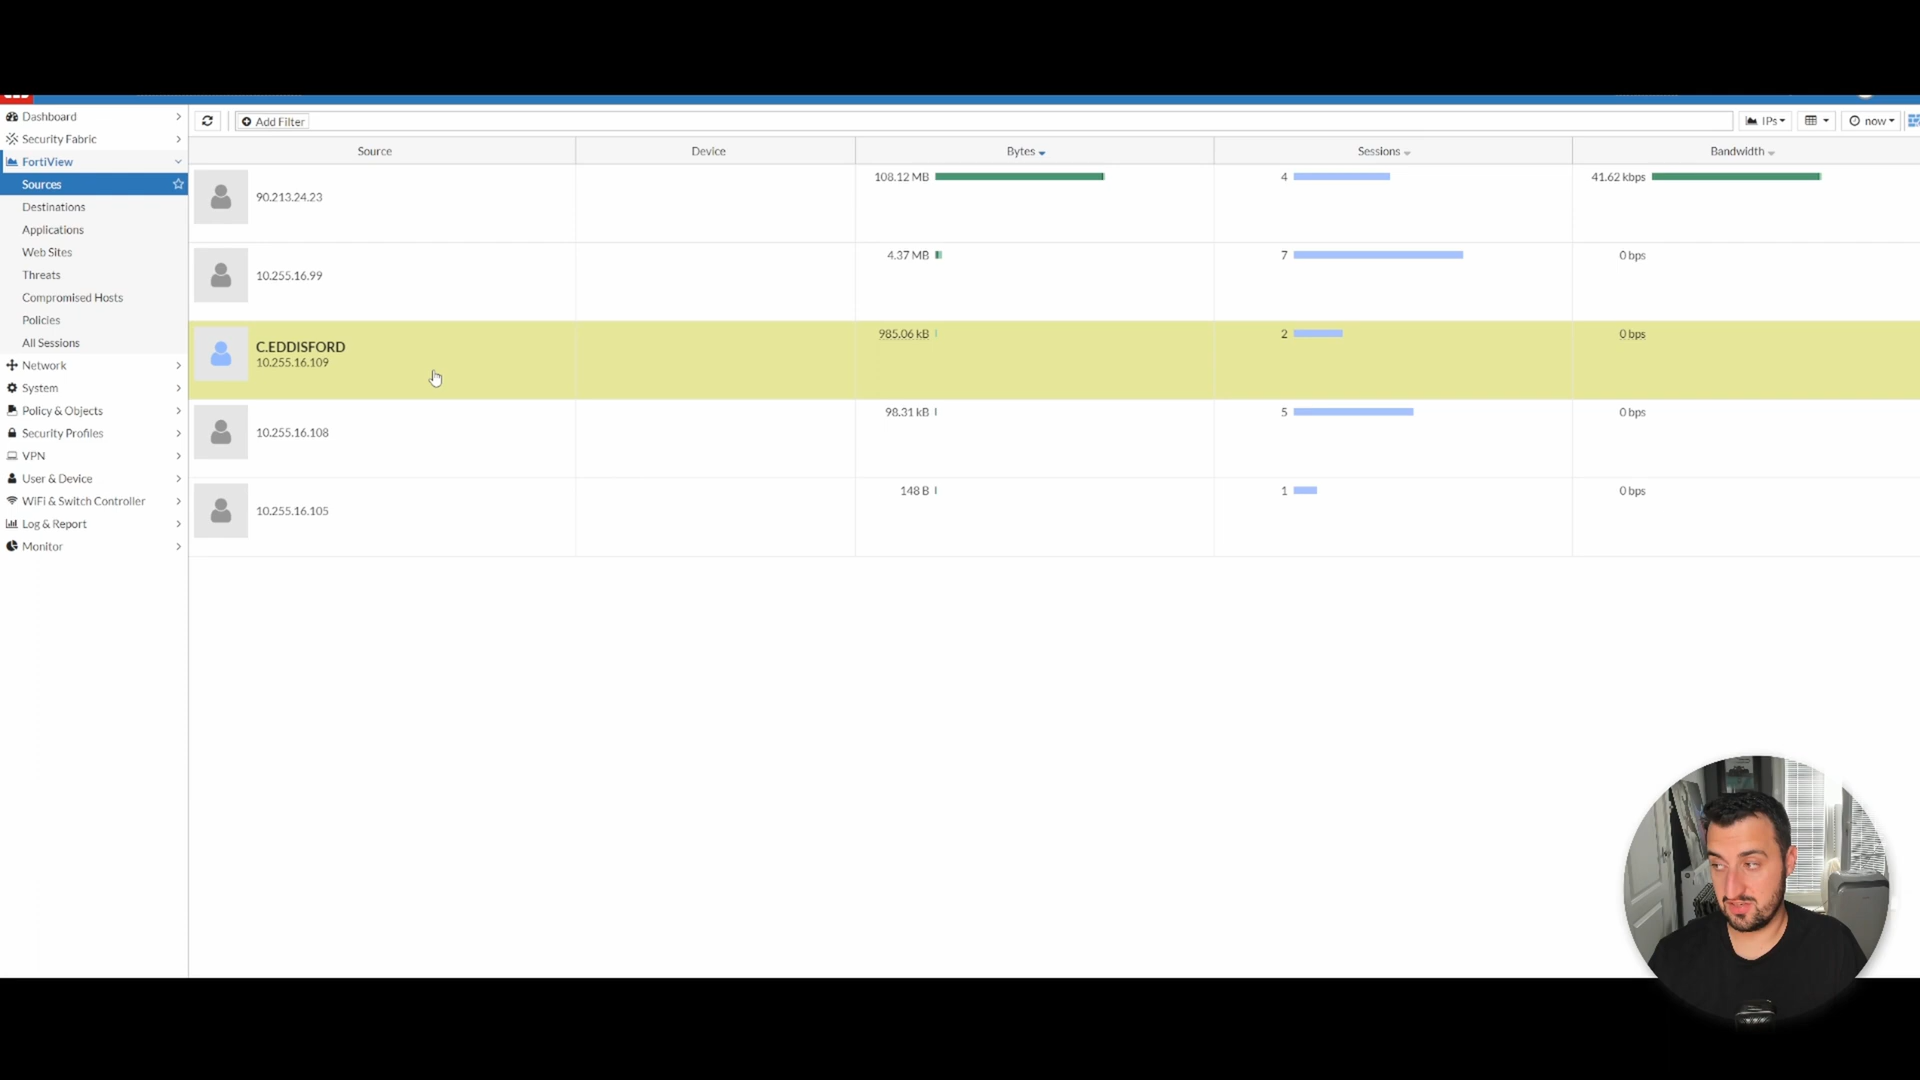 Dashboard
Security Fabric
FortiView
Sources
Destinations
Applications
Web Sites
Threats
Compromised Hosts
Policies
All Sessions
Network
System
Policy & Objects
Security Profiles
VPN
User & Device
WiFi & Switch Controller
Log & Report
Monitor
Add Filter IPs now
Source Device Bytes Sessions Bandwidth
90.213.24.23 108.12 MB 4 41.62 kbps
10.255.16.99 4.37 MB 7 0 bps
C.EDDISFORD
10.255.16.109 985.06 kB 2 0 bps
10.255.16.108 98.31 kB 5 0 bps
10.255.16.105 148 B 1 0 bps